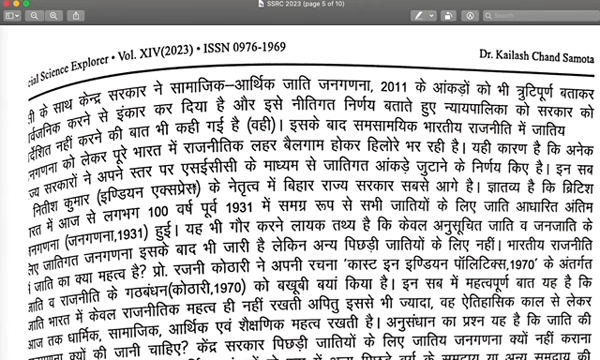 SSRC 2023 (page 5 of 10)
Search
cial Science Explorer • Vol. XIV(2023) • ISSN 0976-1969
Dr. Kailash Chand Samota
के साथ केन्द्र सरकार ने सामाजिक–आर्थिक जाति जनगणना, 2011 के आंकड़ों को भी त्रुटिपूर्ण बताकर
र्वजनिक करने से इंकार कर दिया है और इसे नीतिगत निर्णय बताते हुए न्यायपालिका को सरकार को
र्देशित नहीं करने की बात भी कही गई है (वही)। इसके बाद समसामयिक भारतीय राजनीति में जातिय
नगणना को लेकर पूरे भारत में राजनीतिक लहर बैलगाम होकर हिलोरे भर रही है। यही कारण है कि अनेक
ज्य सरकारों ने अपने स्तर पर एसईसीसी के माध्यम से जातिगत आंकड़े जुटाने के निर्णय किए है। इन सब
नितीश कुमार (इण्डियन एक्सप्रेस) के नेतृत्व में बिहार राज्य सरकार सबसे आगे है। ज्ञातव्य है कि ब्रिटिश
रत में आज से लगभग 100 वर्ष पूर्व 1931 में समग्र रूप से सभी जातियों के लिए जाति आधारित अंतिम
नगणना (जनगणना,1931) हुई। यह भी गौर करने लायक तथ्य है कि केवल अनुसूचित जाति व जनजाति के
लिए जातिगत जनगणना इसके बाद भी जारी है लेकिन अन्य पिछड़ी जातियों के लिए नहीं। भारतीय राजनीति
जाति का क्या महत्व है? प्रो. रजनी कोठारी ने अपनी रचना 'कास्ट इन इण्डियन पॉलिटिक्स,1970' के अंतर्गत
जाति व राजनीति के गठबंधन(कोठारी,1970) को बखूबी बयां किया है। इन सब में महत्वपूर्ण बात यह है कि
जाति भारत में केवल राजनीतिक महत्व ही नहीं रखती अपितु इससे भी ज्यादा, वह ऐतिहासिक काल से लेकर
आज तक धार्मिक, सामाजिक, आर्थिक एवं शैक्षणिक महत्व रखती है। अनुसंधान का प्रश्न यह है कि जाति की
क्यों की जानी चाहिए? केंद्र सरकार पिछड़ी जातियों के लिए जातिय जनगणना क्यों नहीं कराना